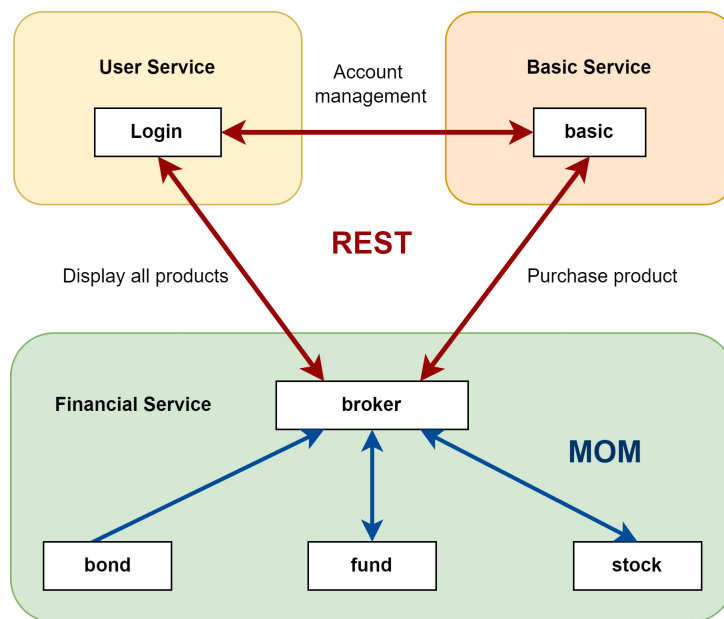 User Service
Account
management
Basic Service
Login
basic
REST
Display all products
Purchase product
Financial Service
broker
MOM
bond
fund
stock